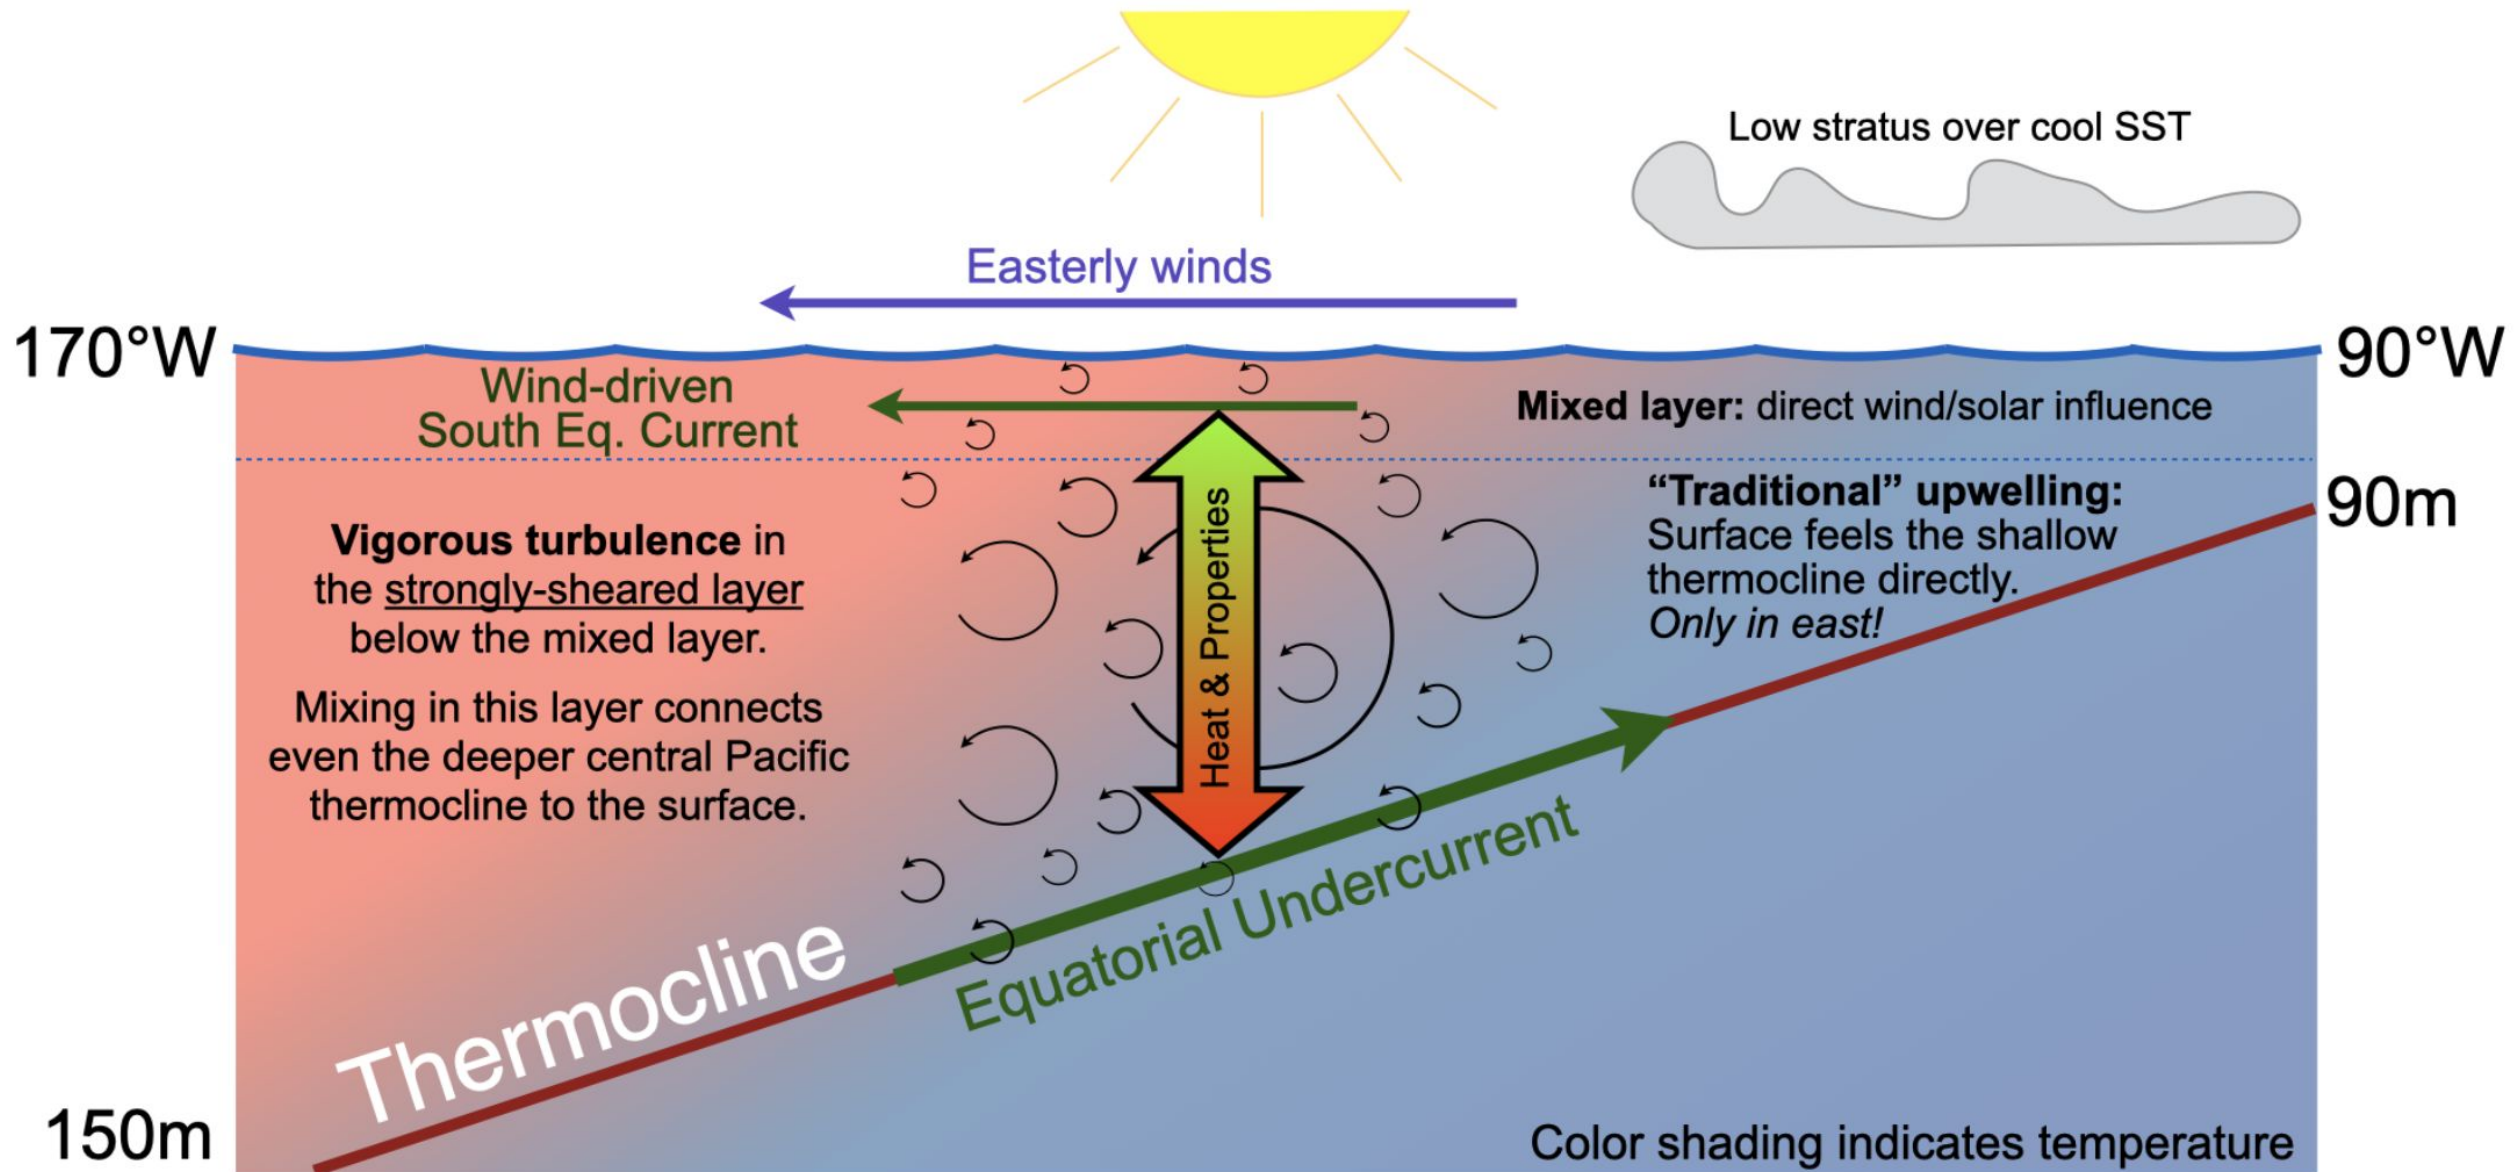 Low stratus over cool SST
Easterly winds
170°W
90°W
Wind-driven
South Eq. Current
Mixed layer: direct wind/solar influence
“Traditional” upwelling:
Surface feels the shallow
thermocline directly.
Only in east!
90m
Vigorous turbulence in
the strongly-sheared layer
below the mixed layer.
Mixing in this layer connects
even the deeper central Pacific
thermocline to the surface.
Heat & Properties
Thermocline
Equatorial Undercurrent
150m
Color shading indicates temperature